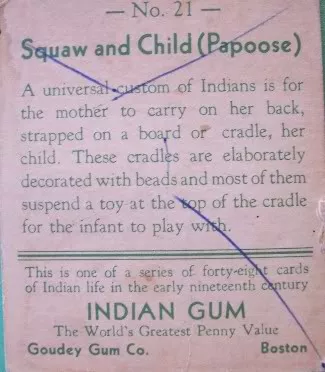 — No. 21 —
Squaw and Child (Papoose)
A universal custom of Indians is for
the mother to carry on her back,
strapped on a board or cradle, her
child. These cradles are elaborately
decorated with beads and most of them
suspend a toy at the top of the cradle
for the infant to play with.
This is one of a series of forty-eight cards
of Indian life in the early nineteenth century
INDIAN GUM
The World's Greatest Penny Value
Goudey Gum Co. Boston